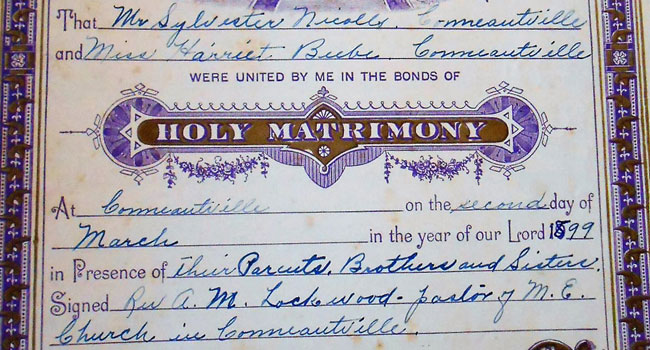 That Mr Sylvester Nicolls, Conneautville
and Miss Harriet Beebe Conneautville
WERE UNITED BY ME IN THE BONDS OF
HOLY MATRIMONY
At Conneautville on the second day of
March in the year of our Lord 1899
in Presence of Their Parents, Brothers and Sisters.
Signed Rev A. M. Lockwood - pastor of M. E.
Church in Conneautville.